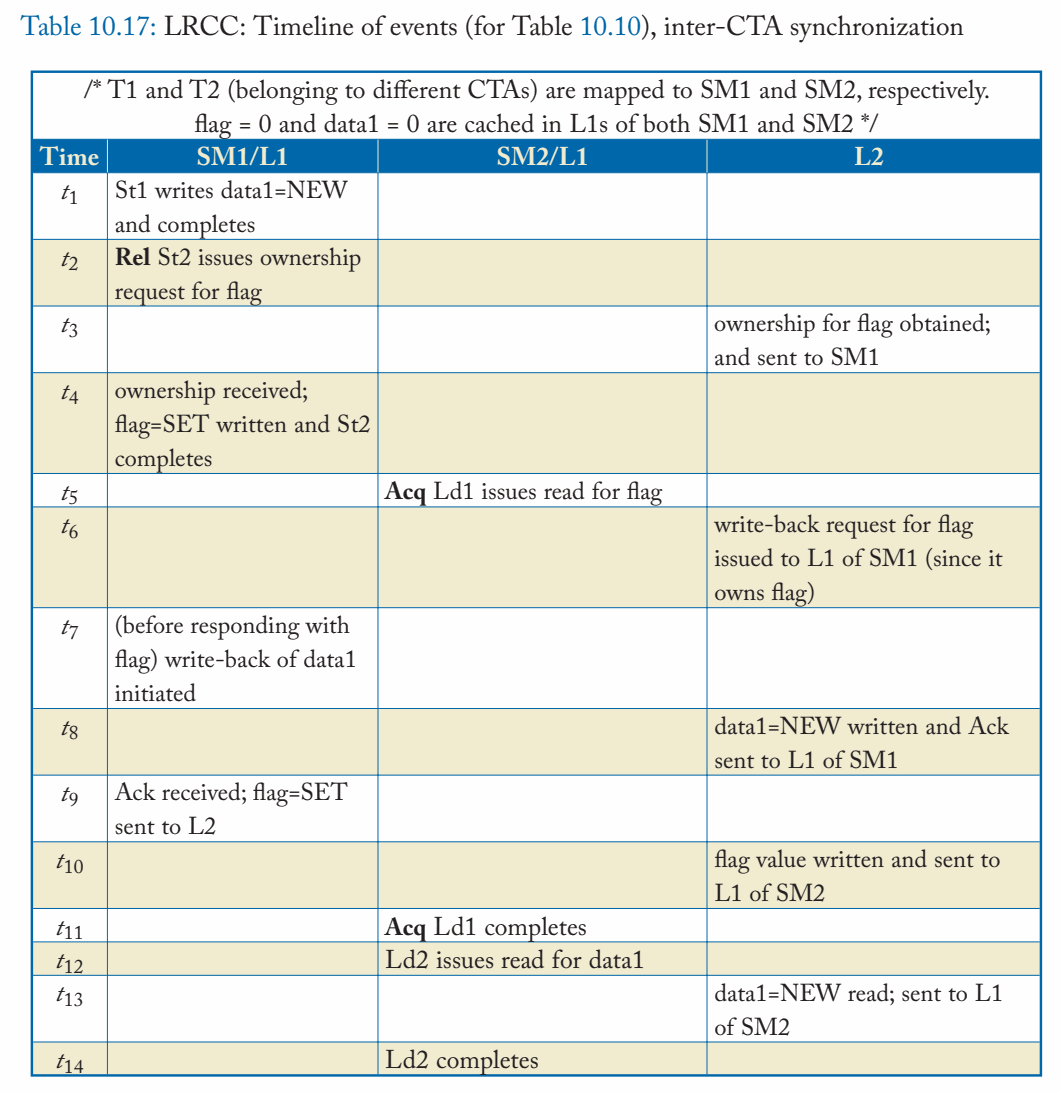 Table 10.17: LRCC: Timeline of events (for Table 10.10), inter-CTA synchronization
/* T1 and T2 (belonging to different CTAs) are mapped to SM1 and SM2, respectively.
flag = 0 and data1 = 0 are cached in L1s of both SM1 and SM2 */
Time SM1/L1 SM2/L1 L2
t1 St1 writes data1=NEW
and completes
t2 Rel St2 issues ownership
request for flag
t3 ownership for flag obtained;
and sent to SM1
t4 ownership received;
flag=SET written and St2
completes
t5 Acq Ld1 issues read for flag
t6 write-back request for flag
issued to L1 of SM1 (since it
owns flag)
t7 (before responding with
flag) write-back of data1
initiated
t8 data1=NEW written and Ack
sent to L1 of SM1
t9 Ack received; flag=SET
sent to L2
t10 flag value written and sent to
L1 of SM2
t11 Acq Ld1 completes
t12 Ld2 issues read for data1
t13 data1=NEW read; sent to L1
of SM2
t14 Ld2 completes